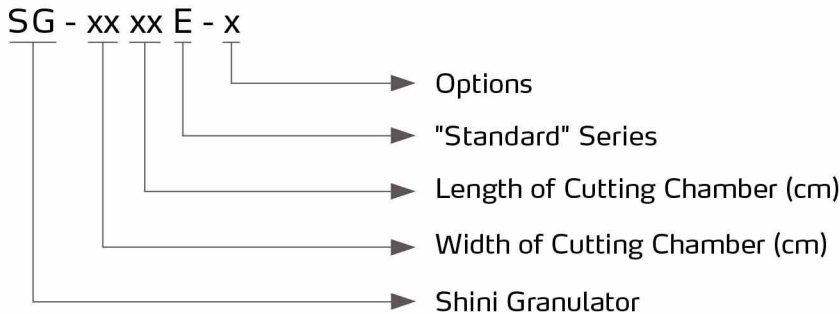 SG - xx xx E - x
Options
"Standard" Series
Length of Cutting Chamber (cm)
Width of Cutting Chamber (cm)
Shini Granulator